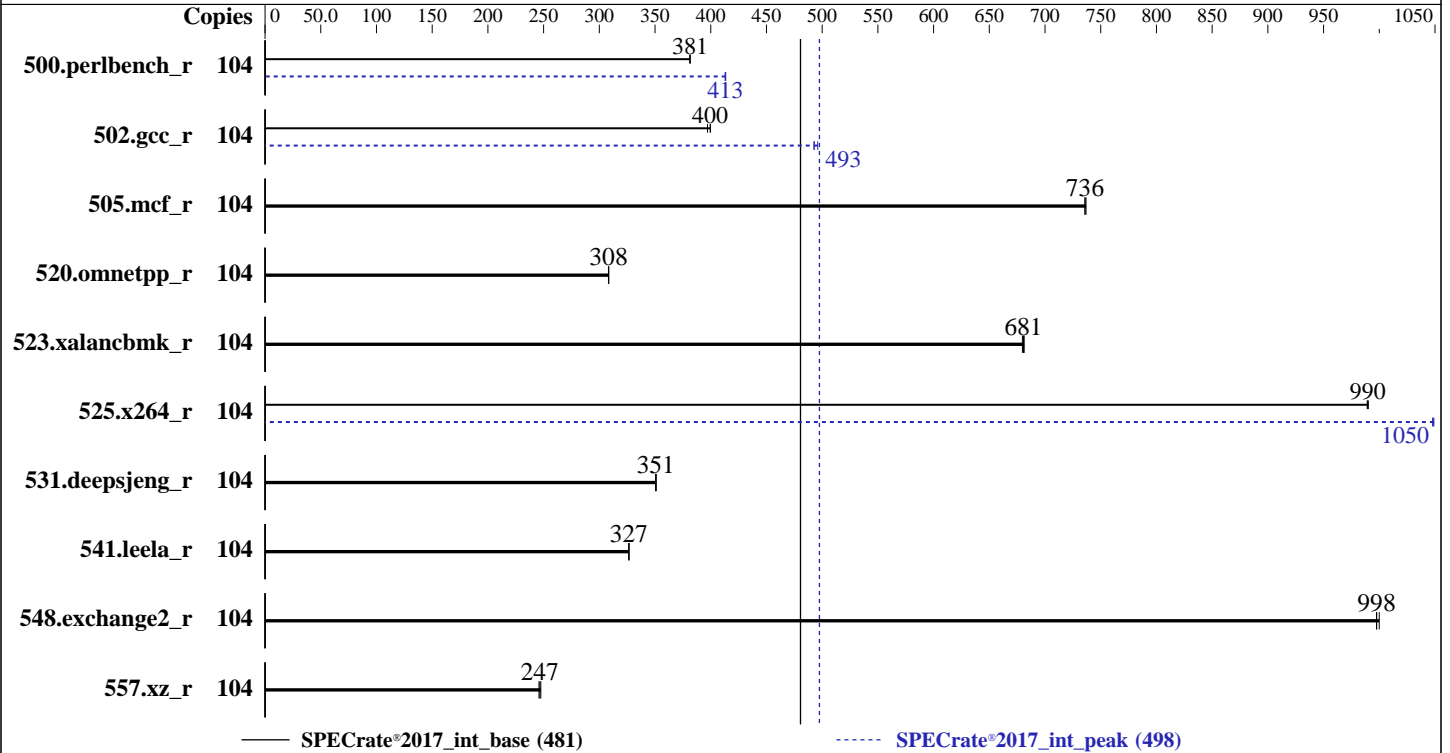 Copies 0 50.0 100 150 200 250 300 350 400 450 500 550 600 650 700 750 800 850 900 950 1050
500.perlbench_r 104 381
413
502.gcc_r 104 400
493
505.mcf_r 104 736
520.omnetpp_r 104 308
523.xalancbmk_r 104 681
525.x264_r 104 990
1050
531.deepsjeng_r 104 351
541.leela_r 104 327
548.exchange2_r 104 998
557.xz_r 104 247
SPECrate®2017_int_base (481) SPECrate®2017_int_peak (498)